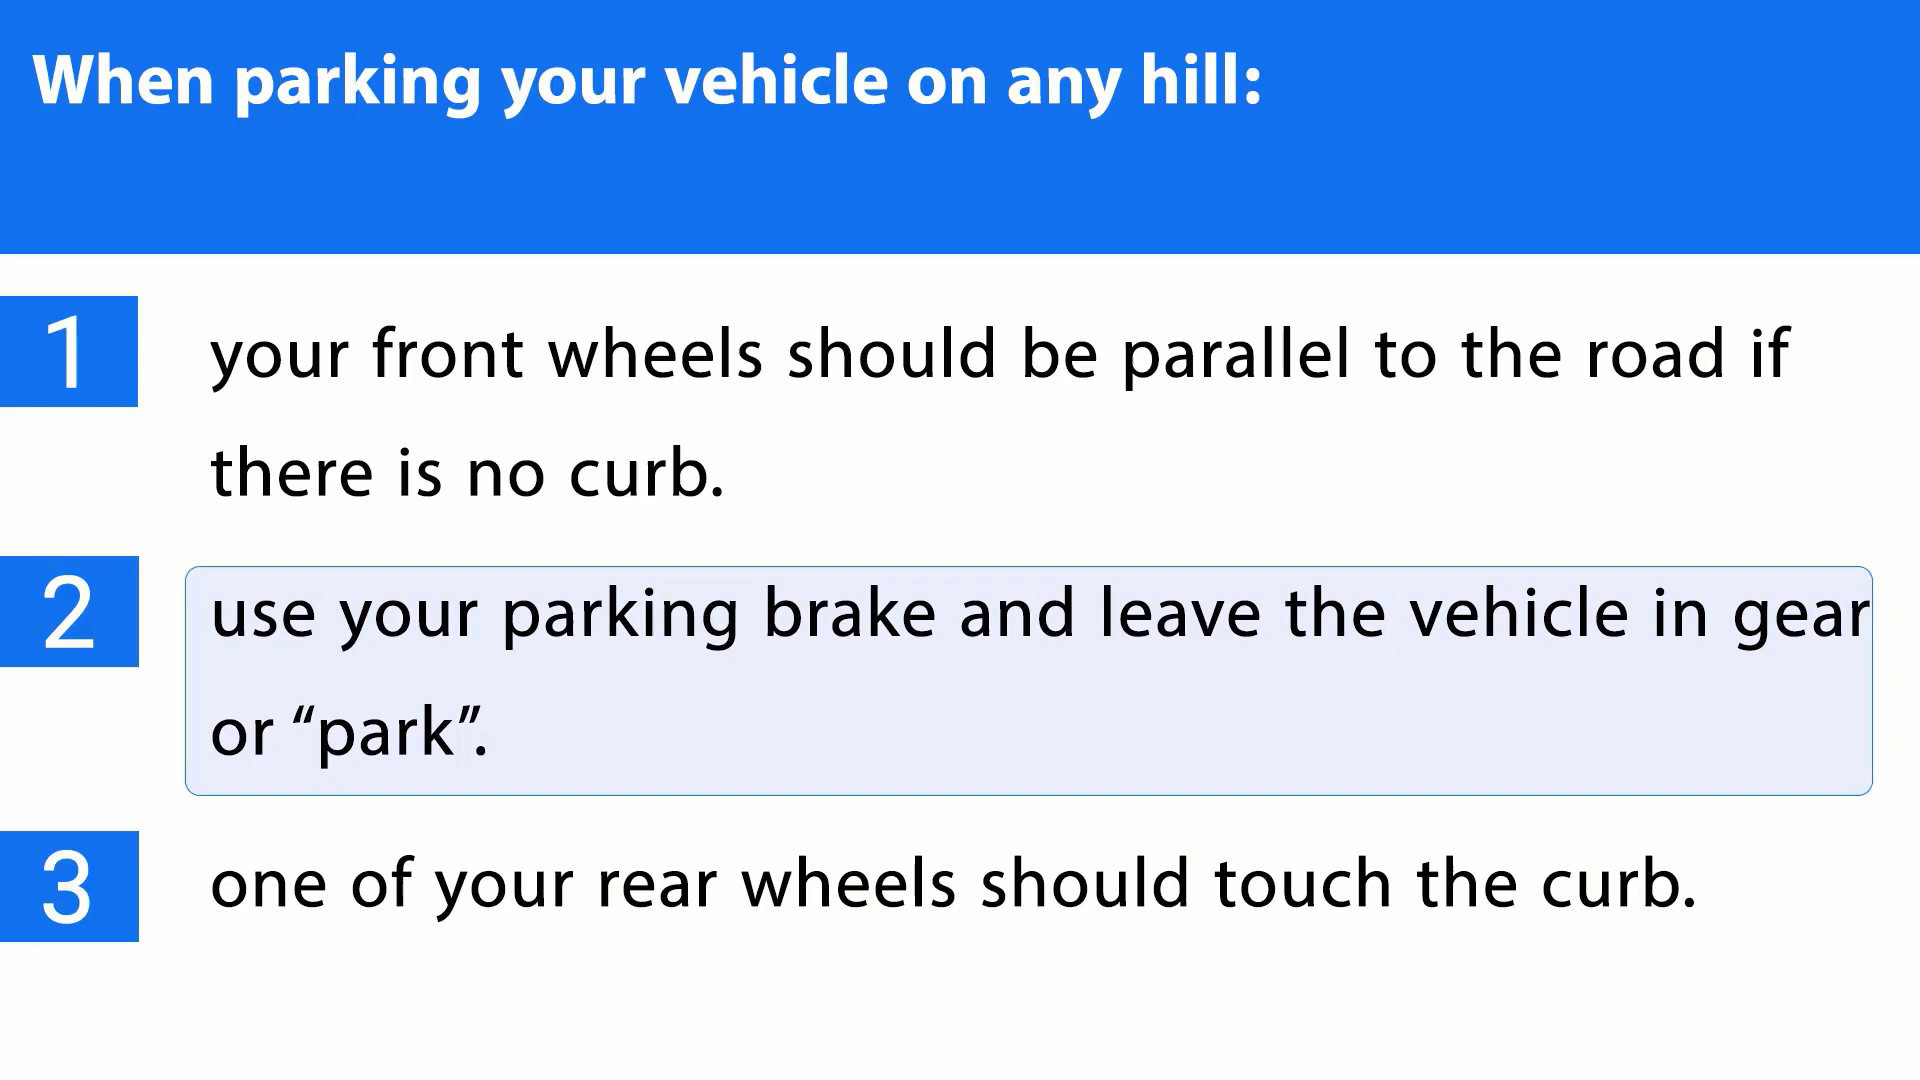 When parking your vehicle on any hill:
1 your front wheels should be parallel to the road if
there is no curb.
2 use your parking brake and leave the vehicle in gear
or “park”.
3 one of your rear wheels should touch the curb.